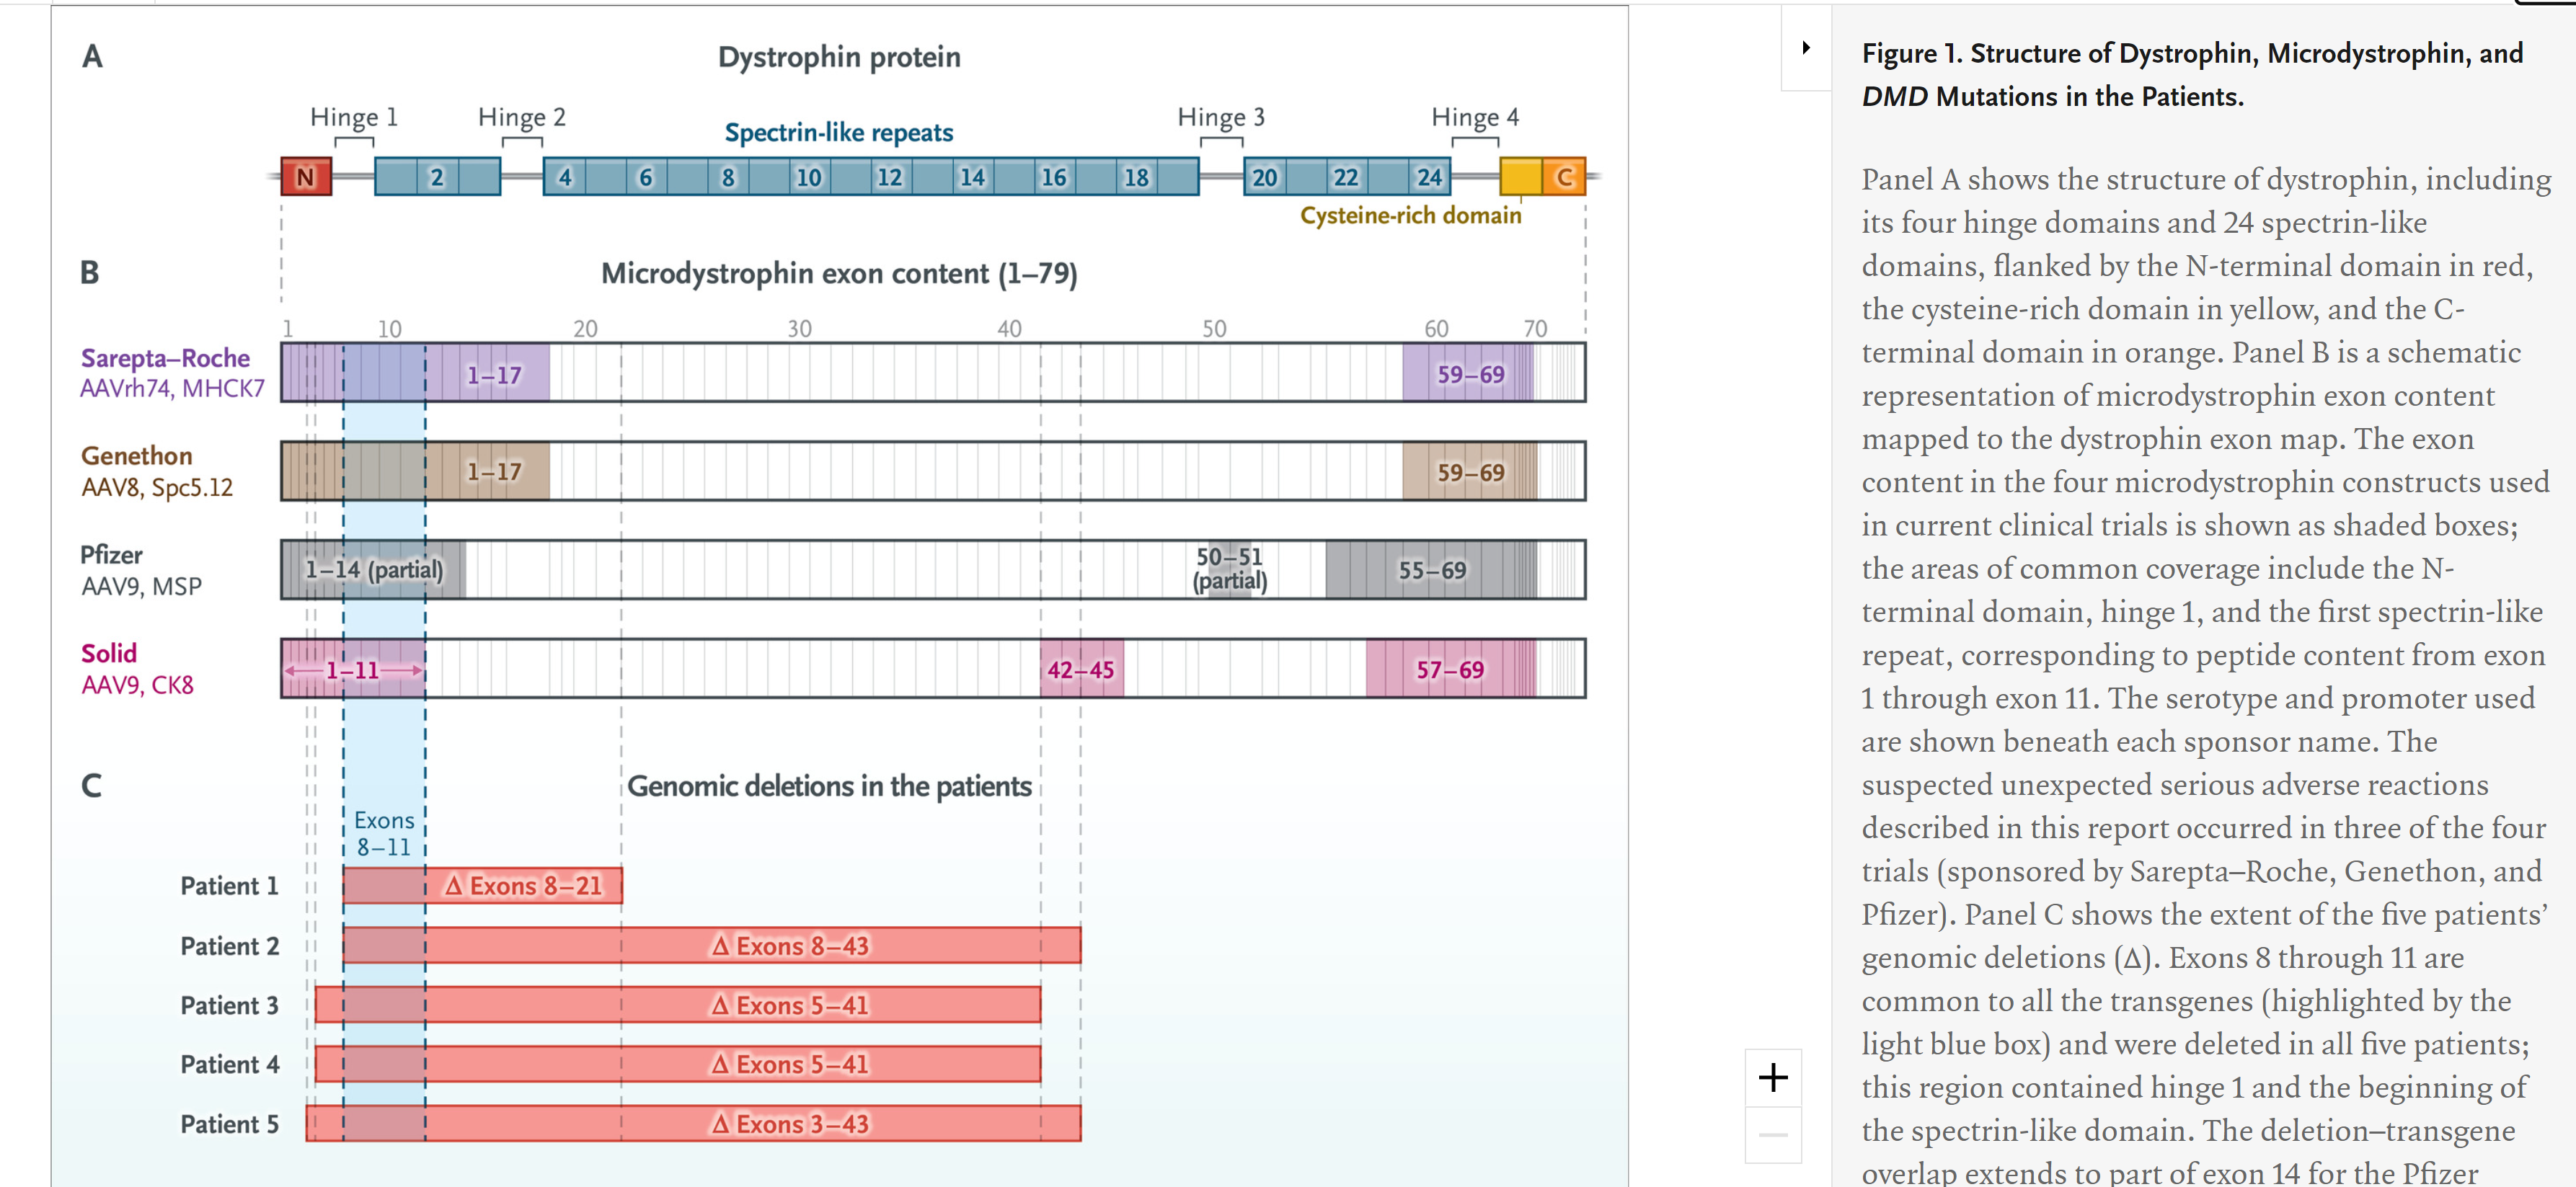 A
Dystrophin protein
Hinge 1
Hinge 2
Spectrin-like repeats
Hinge 3
Hinge 4
N
2
4
6
8
10
12
14
16
18
20
22
24
C
Cysteine-rich domain
B
Microdystrophin exon content (1–79)
1
10
20
30
40
50
60
70
Sarepta–Roche
AAVrh74, MHCK7
1–17
59–69
Genethon
AAV8, Spc5.12
1–17
59–69
Pfizer
AAV9, MSP
1–14 (partial)
50–51
(partial)
55–69
Solid
AAV9, CK8
1–11
42–45
57–69
C
Genomic deletions in the patients
Exons
8–11
Patient 1
Δ Exons 8–21
Patient 2
Δ Exons 8–43
Patient 3
Δ Exons 5–41
Patient 4
Δ Exons 5–41
Patient 5
Δ Exons 3–43
Figure 1. Structure of Dystrophin, Microdystrophin, and
DMD Mutations in the Patients.
Panel A shows the structure of dystrophin, including
its four hinge domains and 24 spectrin-like
domains, flanked by the N-terminal domain in red,
the cysteine-rich domain in yellow, and the C-
terminal domain in orange. Panel B is a schematic
representation of microdystrophin exon content
mapped to the dystrophin exon map. The exon
content in the four microdystrophin constructs used
in current clinical trials is shown as shaded boxes;
the areas of common coverage include the N-
terminal domain, hinge 1, and the first spectrin-like
repeat, corresponding to peptide content from exon
1 through exon 11. The serotype and promoter used
are shown beneath each sponsor name. The
suspected unexpected serious adverse reactions
described in this report occurred in three of the four
trials (sponsored by Sarepta–Roche, Genethon, and
Pfizer). Panel C shows the extent of the five patients’
genomic deletions (Δ). Exons 8 through 11 are
common to all the transgenes (highlighted by the
light blue box) and were deleted in all five patients;
this region contained hinge 1 and the beginning of
the spectrin-like domain. The deletion–transgene
overlap extends to part of exon 14 for the Pfizer